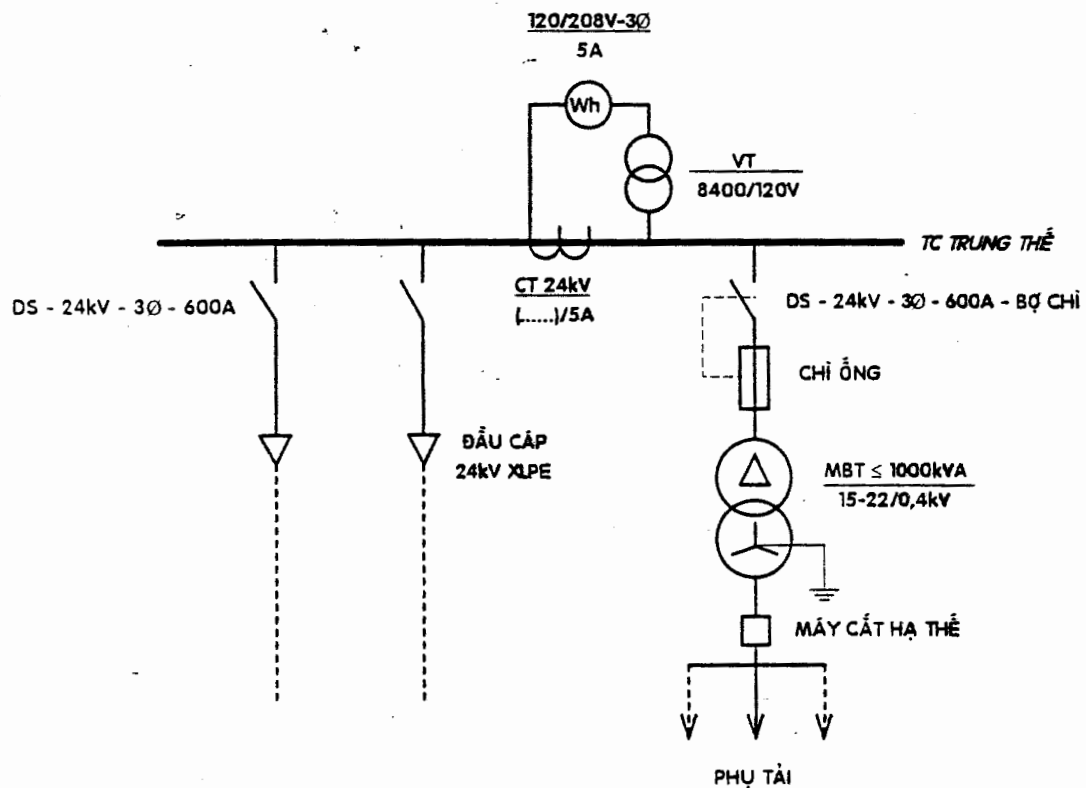 120/208V-3Ø
5A
Wh
VT
8400/120V
TC TRUNG THẾ
DS - 24kV - 3Ø - 600A
CT 24kV
(.....)/5A
DS - 24kV - 3Ø - 600A - BỢ CHÌ
CHÌ ỐNG
ĐẦU CÁP
24kV XLPE
MBT ≤ 1000kVA
15-22/0,4kV
MÁY CẮT HẠ THẾ
PHỤ TẢI